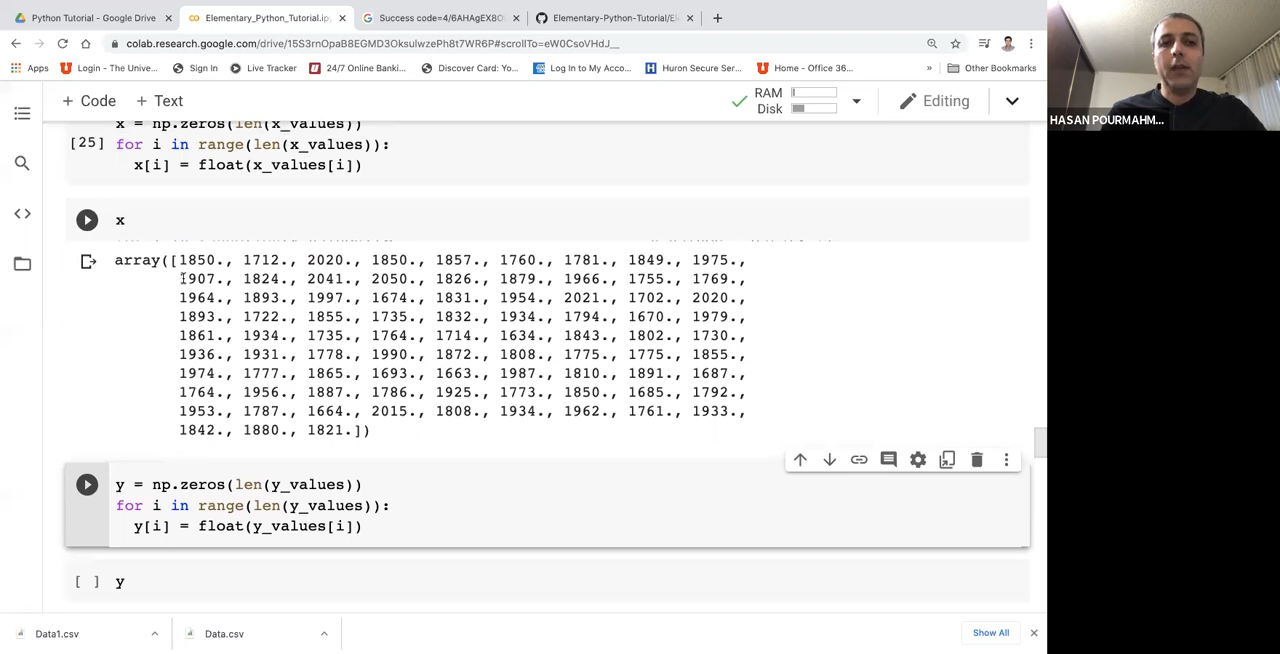 Python Tutorial - Google Drive
Elementary_Python_Tutorial.ip
Success code=4/6AHAgEX8O
Elementary-Python-Tutorial/El
colab.research.google.com/drive/15S3rnOpaB8EGMD3OksulwzePh8t7WR6P#scrollTo=eW0CsoVHdJ__
Apps
Login - The Unive...
Sign In
Live Tracker
24/7 Online Banki...
Discover Card: Yo...
Log In to My Acco...
Huron Secure Ser...
Home - Office 36...
»
Other Bookmarks
HASAN POURMAHM...
+ Code
+ Text
RAM
Disk
Editing
x = np.zeros(len(x_values))
[25] for i in range(len(x_values)):
x[i] = float(x_values[i])
x
array([1850., 1712., 2020., 1850., 1857., 1760., 1781., 1849., 1975.,
1907., 1824., 2041., 2050., 1826., 1879., 1966., 1755., 1769.,
1964., 1893., 1997., 1674., 1831., 1954., 2021., 1702., 2020.,
1893., 1722., 1855., 1735., 1832., 1934., 1794., 1670., 1979.,
1861., 1934., 1735., 1764., 1714., 1634., 1843., 1802., 1730.,
1936., 1931., 1778., 1990., 1872., 1808., 1775., 1775., 1855.,
1974., 1777., 1865., 1693., 1663., 1987., 1810., 1891., 1687.,
1764., 1956., 1887., 1786., 1925., 1773., 1850., 1685., 1792.,
1953., 1787., 1664., 2015., 1808., 1934., 1962., 1761., 1933.,
1842., 1880., 1821.])
y = np.zeros(len(y_values))
for i in range(len(y_values)):
y[i] = float(y_values[i])
[ ] y
Data1.csv
Data.csv
Show All